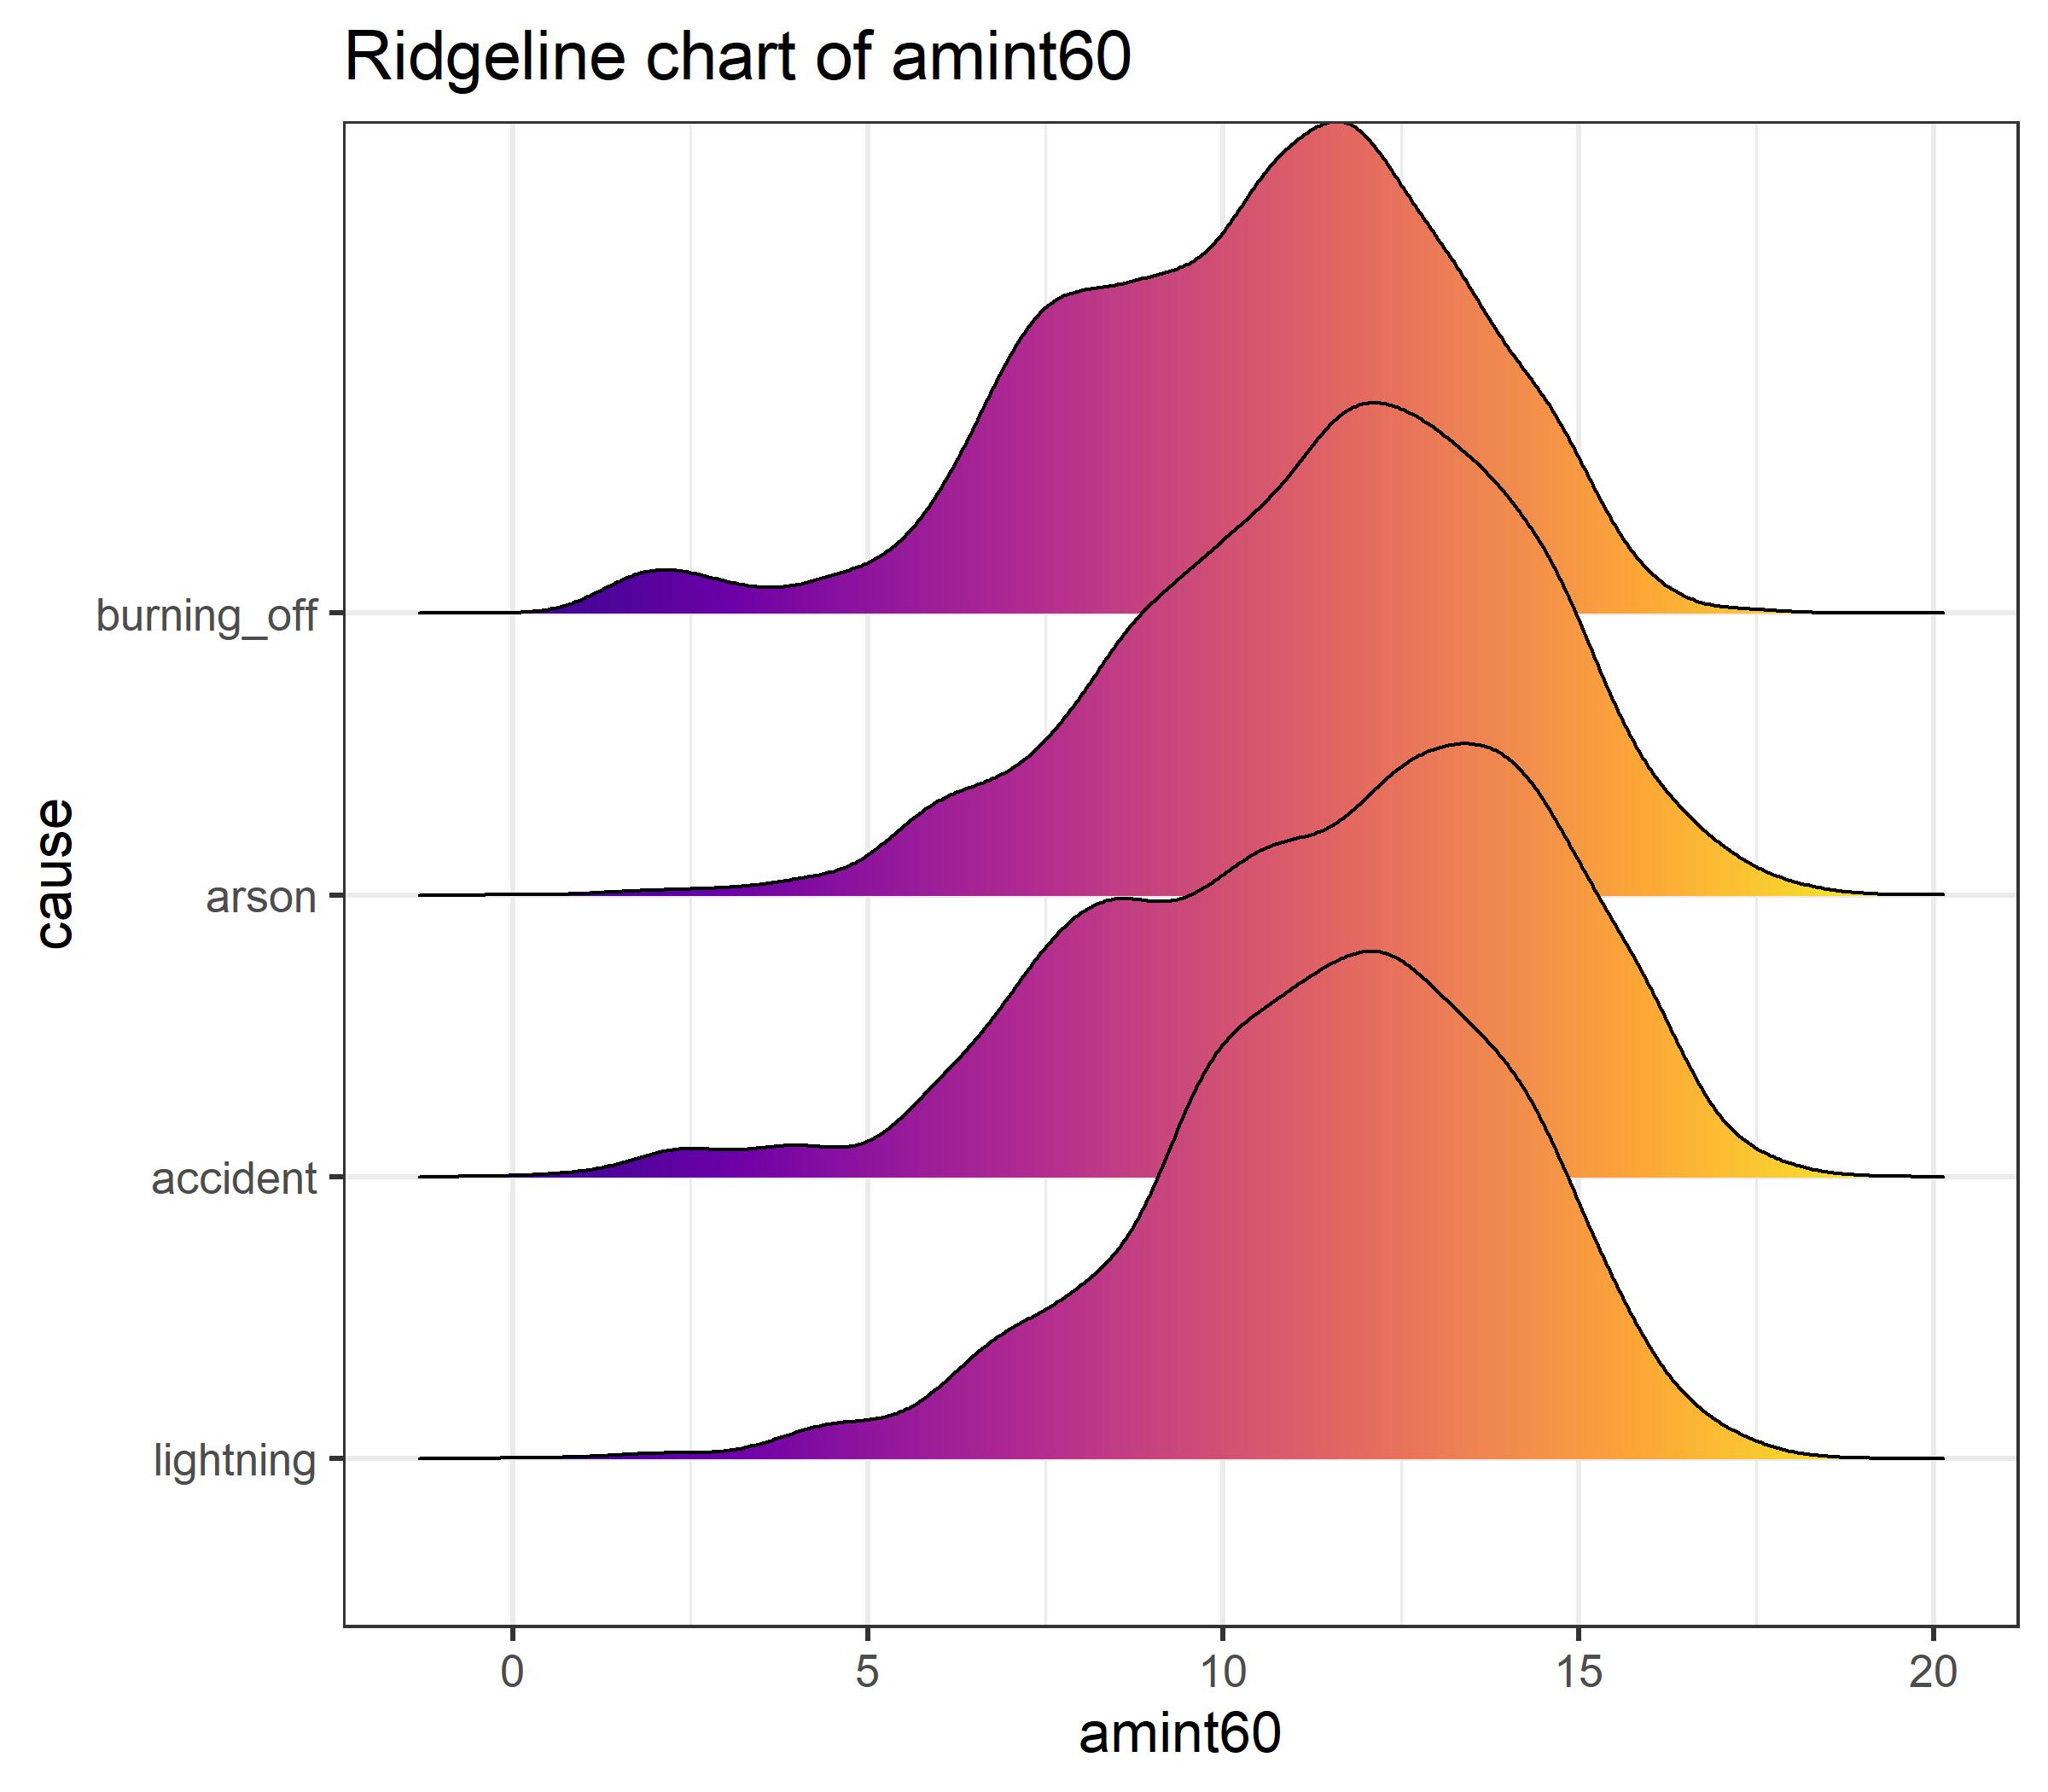 Ridgeline chart of amint60
cause
burning_off
arson
accident
lightning
0 5 10 15 20
amint60